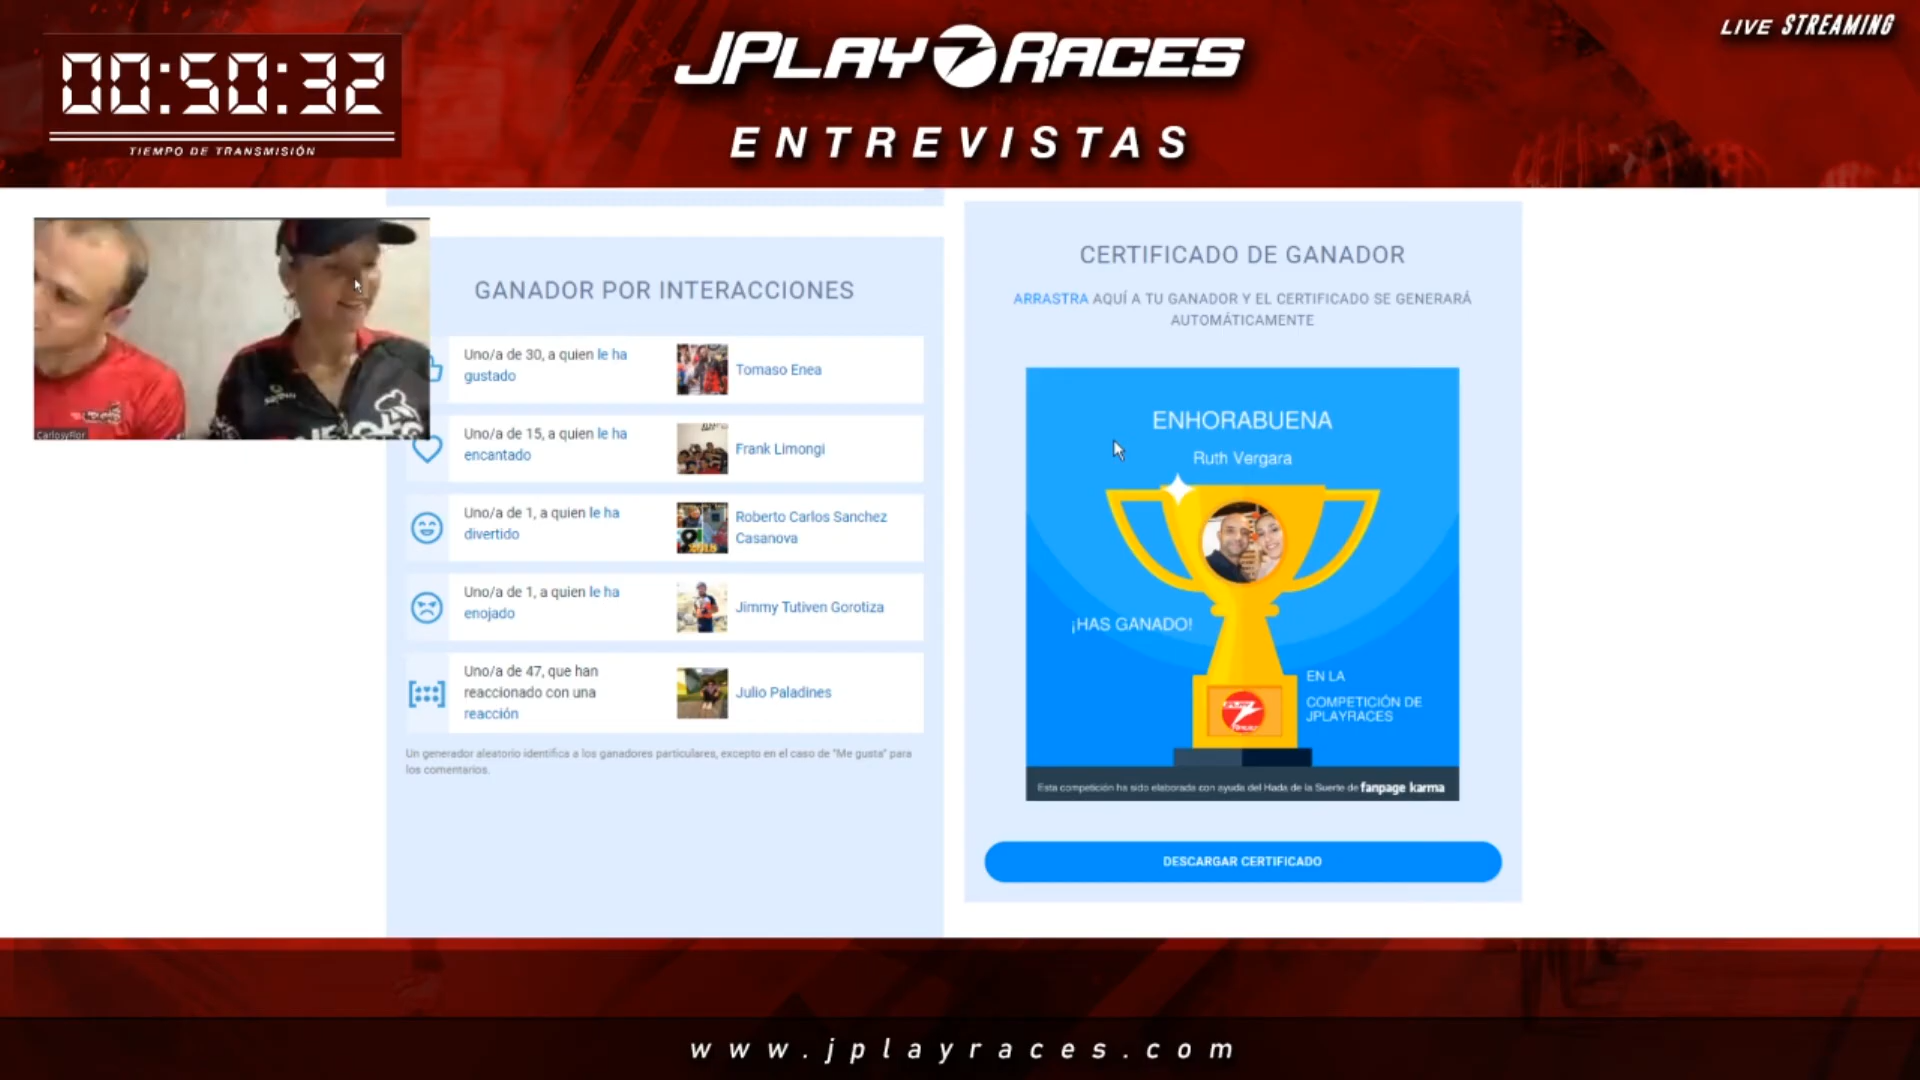 00:50:32
TIEMPO DE TRANSMISIÓN
JPLAY RACES
ENTREVISTAS
LIVE STREAMING
CarlosyFlor
GANADOR POR INTERACCIONES
Uno/a de 30, a quien le ha
gustado
Tomaso Enea
Uno/a de 15, a quien le ha
encantado
Frank Limongi
Uno/a de 1, a quien le ha
divertido
Roberto Carlos Sanchez
Casanova
Uno/a de 1, a quien le ha
enojado
Jimmy Tutiven Gorotiza
Uno/a de 47, que han
reaccionado con una
reacción
Julio Paladines
Un generador aleatorio identifica a los ganadores particulares, excepto en el caso de "Me gusta" para
los comentarios.
CERTIFICADO DE GANADOR
ARRASTRA AQUÍ A TU GANADOR Y EL CERTIFICADO SE GENERARÁ
AUTOMÁTICAMENTE
ENHORABUENA
Ruth Vergara
¡HAS GANADO!
EN LA
COMPETICIÓN DE
JPLAYRACES
Esta competición ha sido elaborada con ayuda del Hada de la Suerte de fanpage karma
DESCARGAR CERTIFICADO
www.jplayraces.com